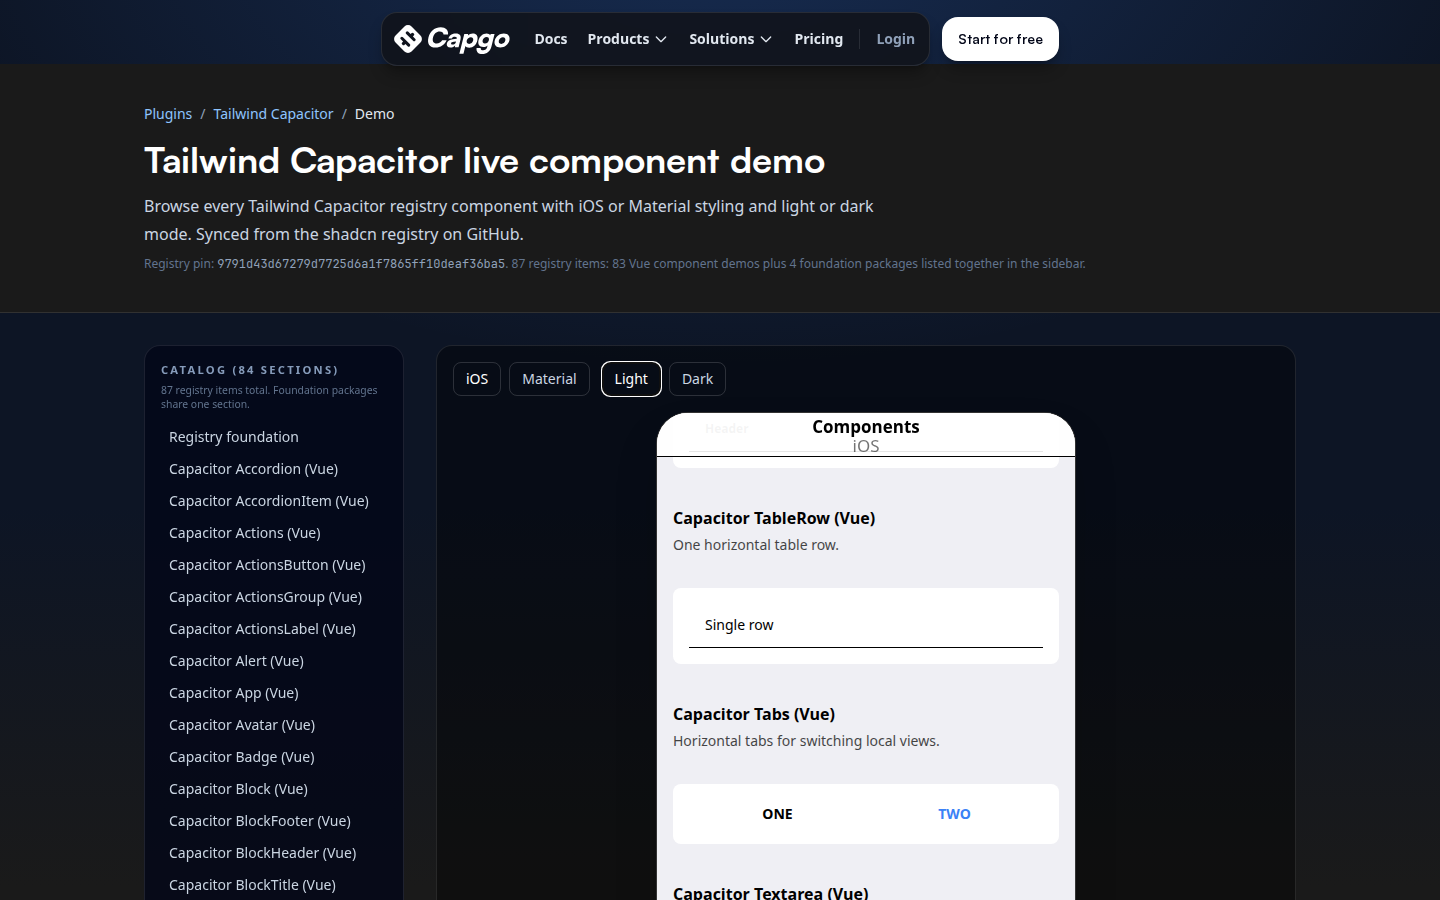 Capgo Docs Products Solutions Pricing Login Start for free
Plugins / Tailwind Capacitor / Demo
Tailwind Capacitor live component demo
Browse every Tailwind Capacitor registry component with iOS or Material styling and light or dark
mode. Synced from the shadcn registry on GitHub.
Registry pin: 9791d43d67279d7725d6a1f7865ff10deaf36ba5. 87 registry items: 83 Vue component demos plus 4 foundation packages listed together in the sidebar.
CATALOG (84 SECTIONS)
87 registry items total. Foundation packages
share one section.
Registry foundation
Capacitor Accordion (Vue)
Capacitor AccordionItem (Vue)
Capacitor Actions (Vue)
Capacitor ActionsButton (Vue)
Capacitor ActionsGroup (Vue)
Capacitor ActionsLabel (Vue)
Capacitor Alert (Vue)
Capacitor App (Vue)
Capacitor Avatar (Vue)
Capacitor Badge (Vue)
Capacitor Block (Vue)
Capacitor BlockFooter (Vue)
Capacitor BlockHeader (Vue)
Capacitor BlockTitle (Vue)
iOS Material Light Dark
Header
Components
iOS
Capacitor TableRow (Vue)
One horizontal table row.
Single row
Capacitor Tabs (Vue)
Horizontal tabs for switching local views.
ONE TWO
Capacitor Textarea (Vue)